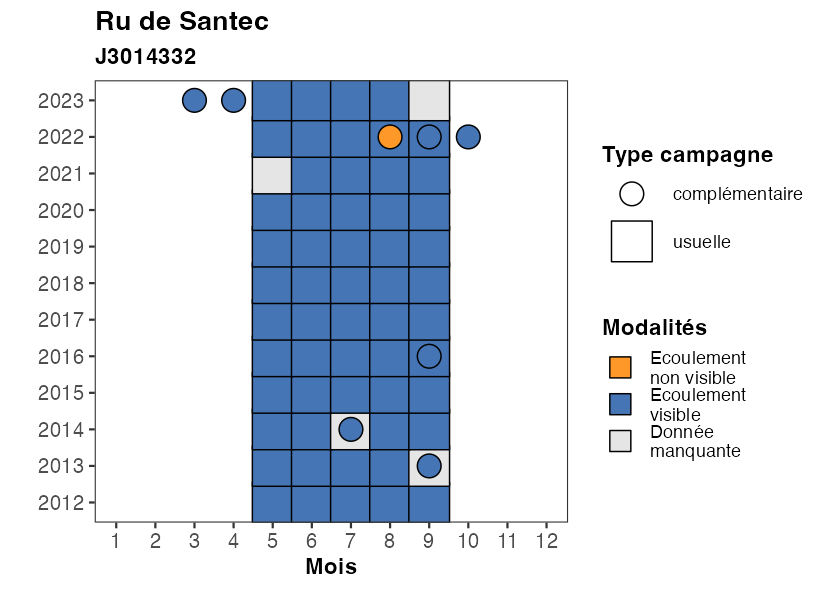 Ru de Santec
J3014332
2023
2022
2021
2020
2019
2018
2017
2016
2015
2014
2013
2012
1 2 3 4 5 6 7 8 9 10 11 12
Mois
Type campagne
complémentaire
usuelle
Modalités
Ecoulement
non visible
Ecoulement
visible
Donnée
manquante